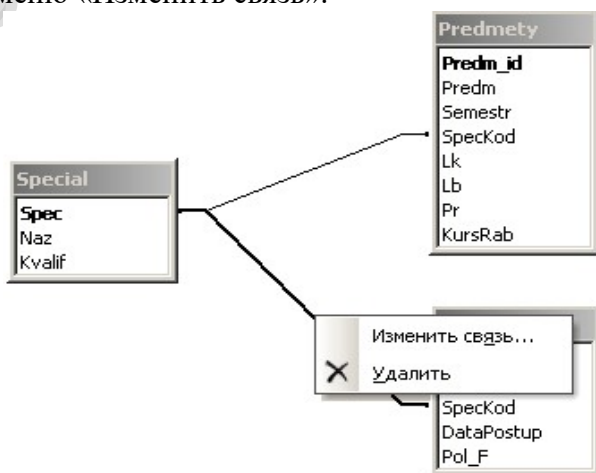 меню «Изменить связь».
Predmety
Predm_id
Predm
Semestr
SpecKod
Lk
Lb
Pr
KursRab
Special
Spec
Naz
Kvalif
Изменить связь...
Удалить
SpecKod
DataPostup
Pol_F